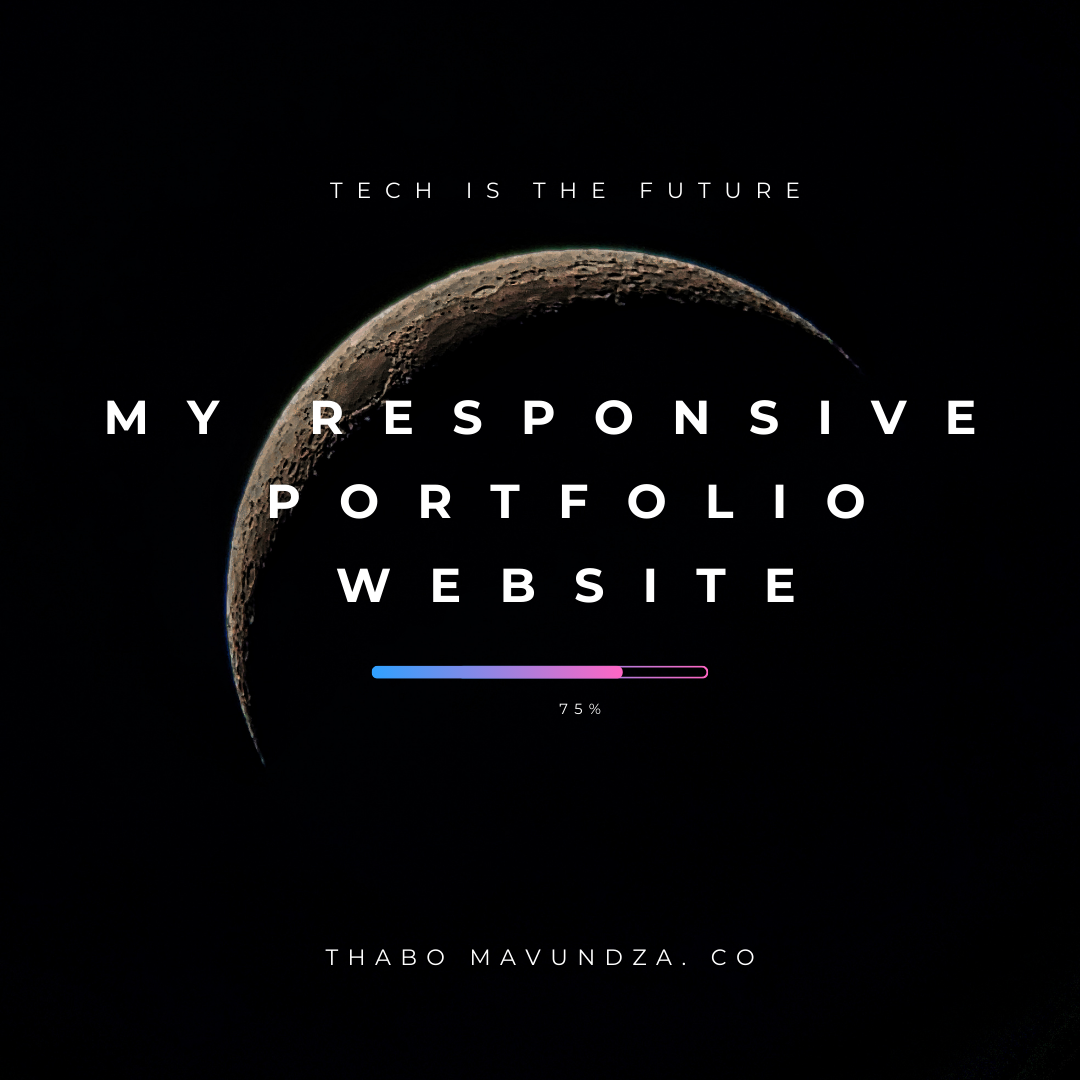 TECH IS THE FUTURE
MY RESPONSIVE
PORTFOLIO
WEBSITE
75%
THABO MAVUNDZA. CO